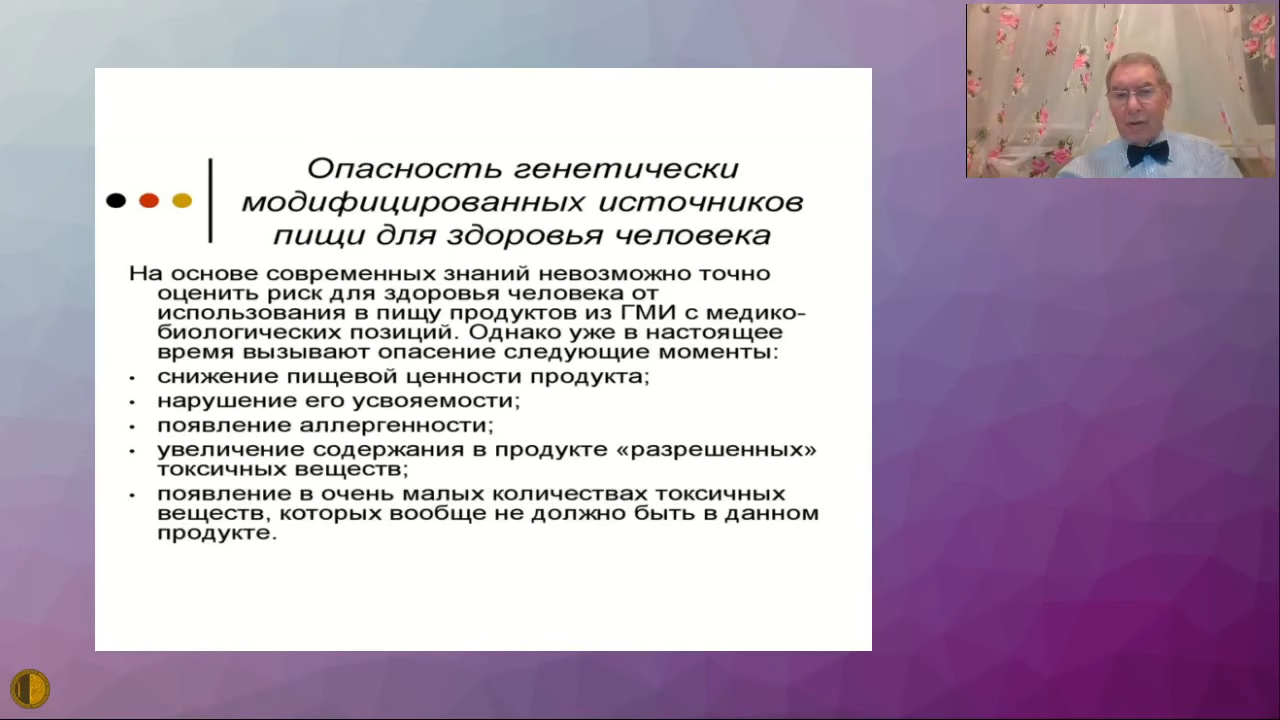 Опасность генетически
модифицированных источников
пищи для здоровья человека
На основе современных знаний невозможно точно
оценить риск для здоровья человека от
использования в пищу продуктов из ГМИ с медико-
биологических позиций. Однако уже в настоящее
время вызывают опасение следующие моменты:
• снижение пищевой ценности продукта;
• нарушение его усвояемости;
• появление аллергенности;
• увеличение содержания в продукте «разрешенных»
токсичных веществ;
• появление в очень малых количествах токсичных
веществ, которых вообще не должно быть в данном
продукте.